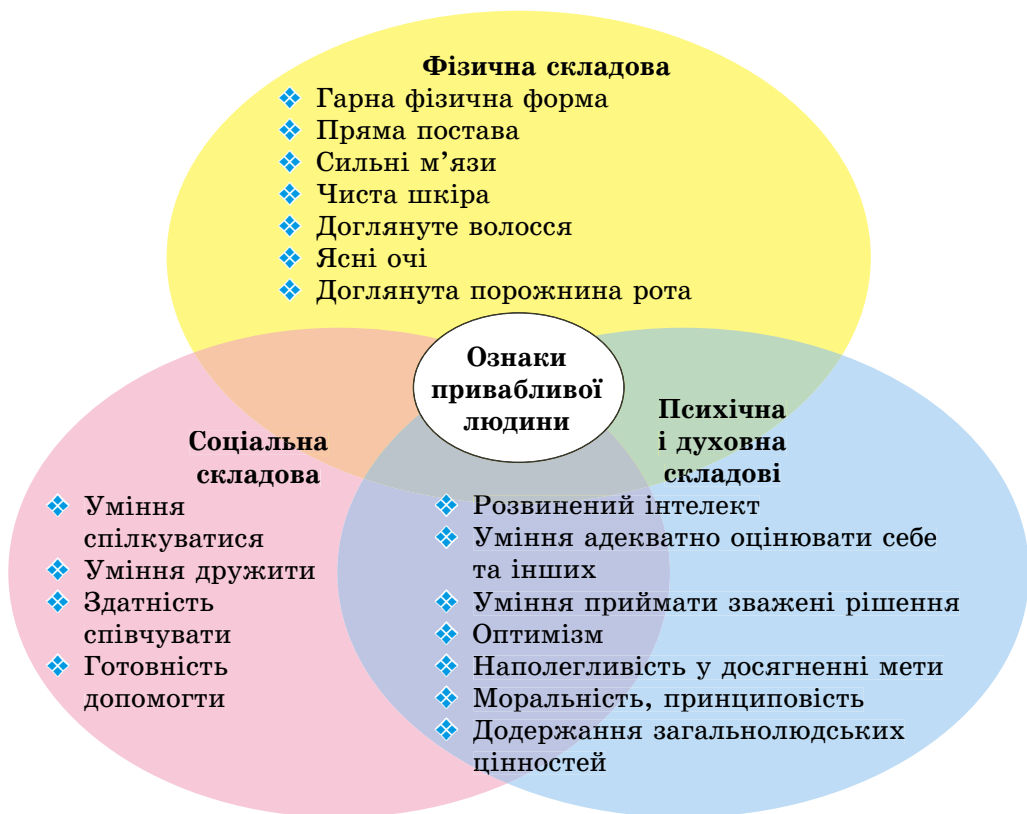 Фізична складова
❖ Гарна фізична форма
❖ Пряма постава
❖ Сильні м’язи
❖ Чиста шкіра
❖ Доглянуте волосся
❖ Ясні очі
❖ Доглянута порожнина рота
Ознаки
привабливої
людини
Соціальна
складова
❖ Уміння
спілкуватися
❖ Уміння дружити
❖ Здатність
співчувати
❖ Готовність
допомогти
Психічна
і духовна
складові
❖ Розвинений інтелект
❖ Уміння адекватно оцінювати себе
та інших
❖ Уміння приймати зважені рішення
❖ Оптимізм
❖ Наполегливість у досягненні мети
❖ Моральність, принциповість
❖ Додержання загальнолюдських
цінностей